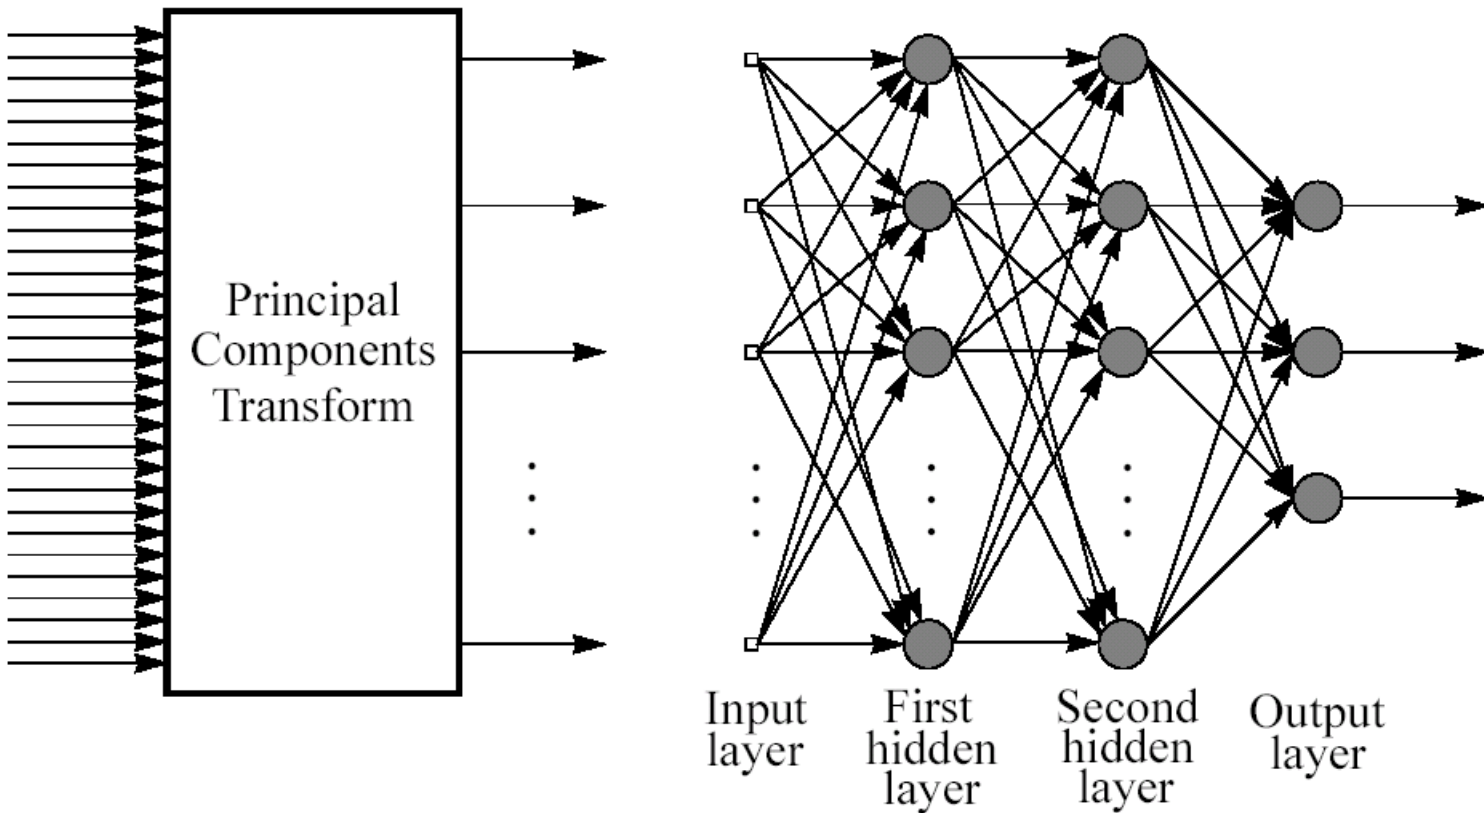 Principal
Components
Transform
Input
layer
First
hidden
layer
Second
hidden
layer
Output
layer